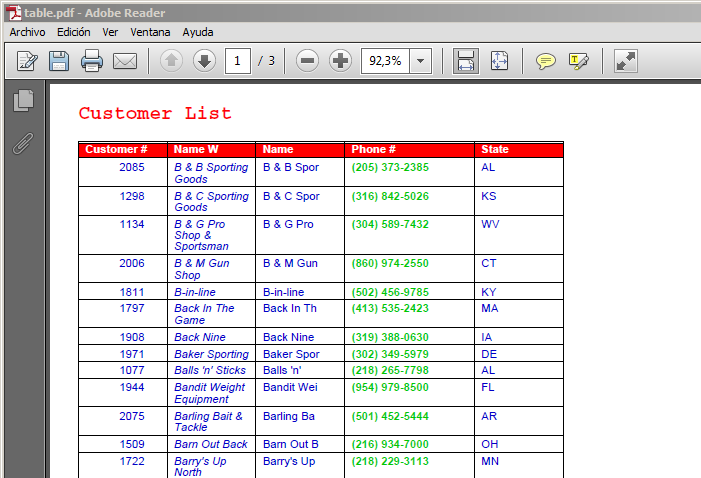 table.pdf - Adobe Reader
Archivo Edición Ver Ventana Ayuda
1 / 3 92,3%
Customer List
Customer # Name W Name Phone # State
2085 B & B Sporting B & B Spor (205) 373-2385 AL
Goods
1298 B & C Sporting B & C Spor (316) 842-5026 KS
Goods
1134 B & G Pro B & G Pro (304) 589-7432 WV
Shop &
Sportsman
2006 B & M Gun B & M Gun (860) 974-2550 CT
Shop
1811 B-in-line B-in-line (502) 456-9785 KY
1797 Back In The Back In Th (413) 535-2423 MA
Game
1908 Back Nine Back Nine (319) 388-0630 IA
1971 Baker Sporting Baker Spor (302) 349-5979 DE
1077 Balls 'n' Sticks Balls 'n' (218) 265-7798 AL
1944 Bandit Weight Bandit Wei (954) 979-8500 FL
Equipment
2075 Barling Bait & Barling Ba (501) 452-5444 AR
Tackle
1509 Barn Out Back Barn Out B (216) 934-7000 OH
1722 Barry's Up Barry's Up (218) 229-3113 MN
North